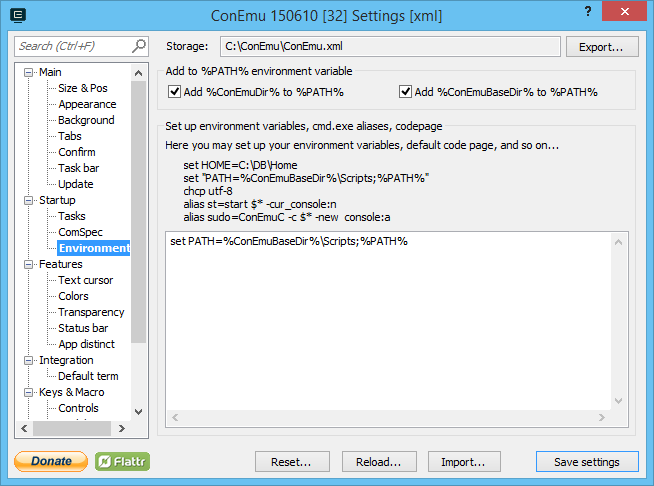 ConEmu 150610 [32] Settings [xml]
?
Search (Ctrl+F)
Storage:
C:\ConEmu\ConEmu.xml
Export...
Main
Size & Pos
Appearance
Background
Tabs
Confirm
Task bar
Update
Startup
Tasks
ComSpec
Environment
Features
Text cursor
Colors
Transparency
Status bar
App distinct
Integration
Default term
Keys & Macro
Controls
Add to %PATH% environment variable
Add %ConEmuDir% to %PATH%
Add %ConEmuBaseDir% to %PATH%
Set up environment variables, cmd.exe aliases, codepage
Here you may set up your environment variables, default code page, and so on...
set HOME=C:\DB\Home
set "PATH=%ConEmuBaseDir%\Scripts;%PATH%"
chcp utf-8
alias st=start $* -cur_console:n
alias sudo=ConEmuC -c $* -new_console:a
set PATH=%ConEmuBaseDir%\Scripts;%PATH%
Donate
Flattr
Reset...
Reload...
Import...
Save settings